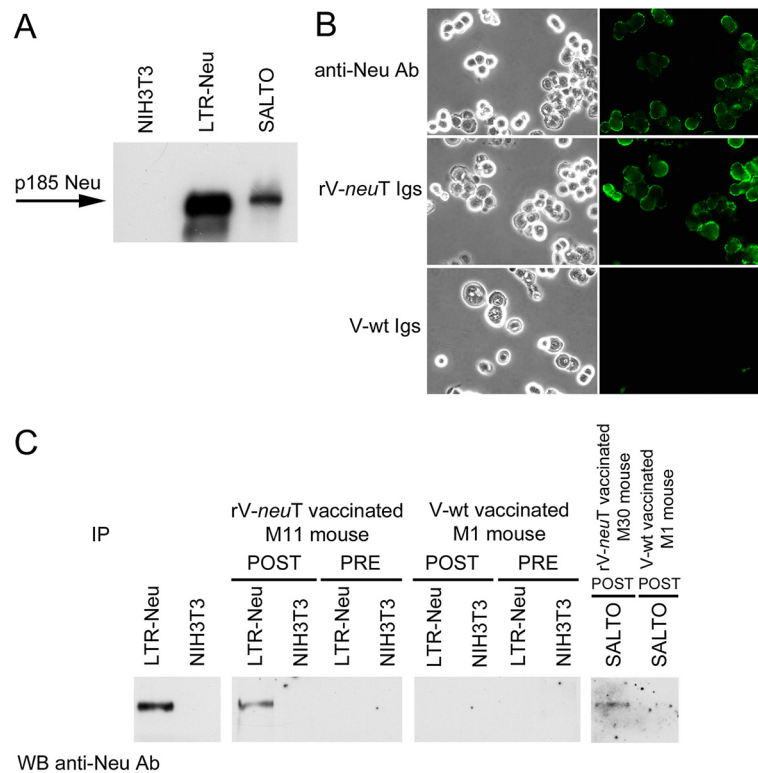 A
NIH3T3
LTR-Neu
SALTO
p185 Neu
B
anti-Neu Ab
rV-neuT Igs
V-wt Igs
C
IP
rV-neuT vaccinated
M11 mouse
POST
PRE
V-wt vaccinated
M1 mouse
POST
PRE
rV-neuT vaccinated
M30 mouse
V-wt vaccinated
M1 mouse
POST
POST
LTR-Neu
NIH3T3
LTR-Neu
NIH3T3
LTR-Neu
NIH3T3
LTR-Neu
NIH3T3
LTR-Neu
NIH3T3
SALTO
SALTO
WB anti-Neu Ab